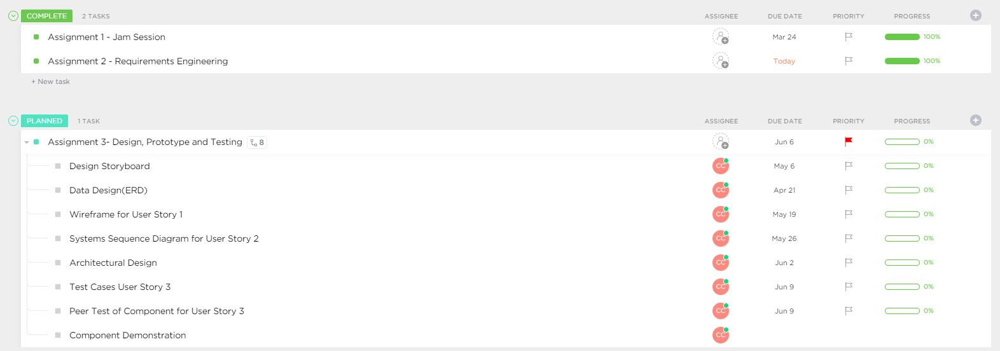 COMPLETE 2 TASKS ASSIGNEE DUE DATE PRIORITY PROGRESS
Assignment 1 - Jam Session Mar 24 100%
Assignment 2 - Requirements Engineering Today 100%
+ New task
PLANNED 1 TASK ASSIGNEE DUE DATE PRIORITY PROGRESS
Assignment 3- Design, Prototype and Testing 8 Jun 6 0%
Design Storyboard CC May 6 0%
Data Design(ERD) CC Apr 21 0%
Wireframe for User Story 1 CC May 19 0%
Systems Sequence Diagram for User Story 2 CC May 26 0%
Architectural Design CC Jun 2 0%
Test Cases User Story 3 CC Jun 9 0%
Peer Test of Component for User Story 3 CC Jun 9 0%
Component Demonstration CC